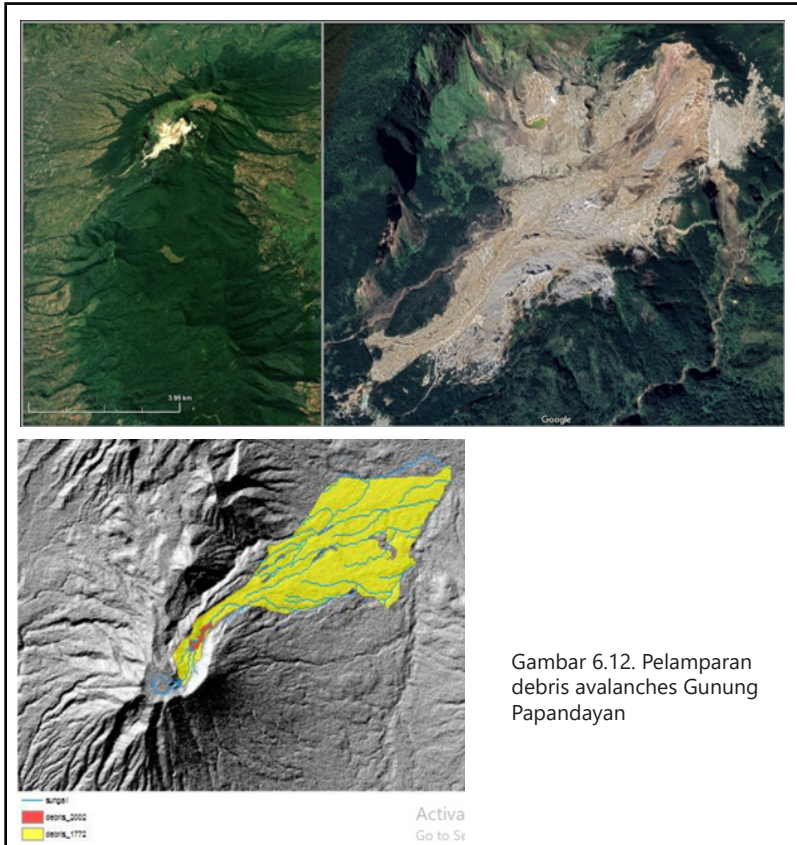 3.95 km
Google
Gambar 6.12. Pelamparan
debris avalanches Gunung
Papandayan
sungai
debris_2002
debris_1772
Activa
Go to Se